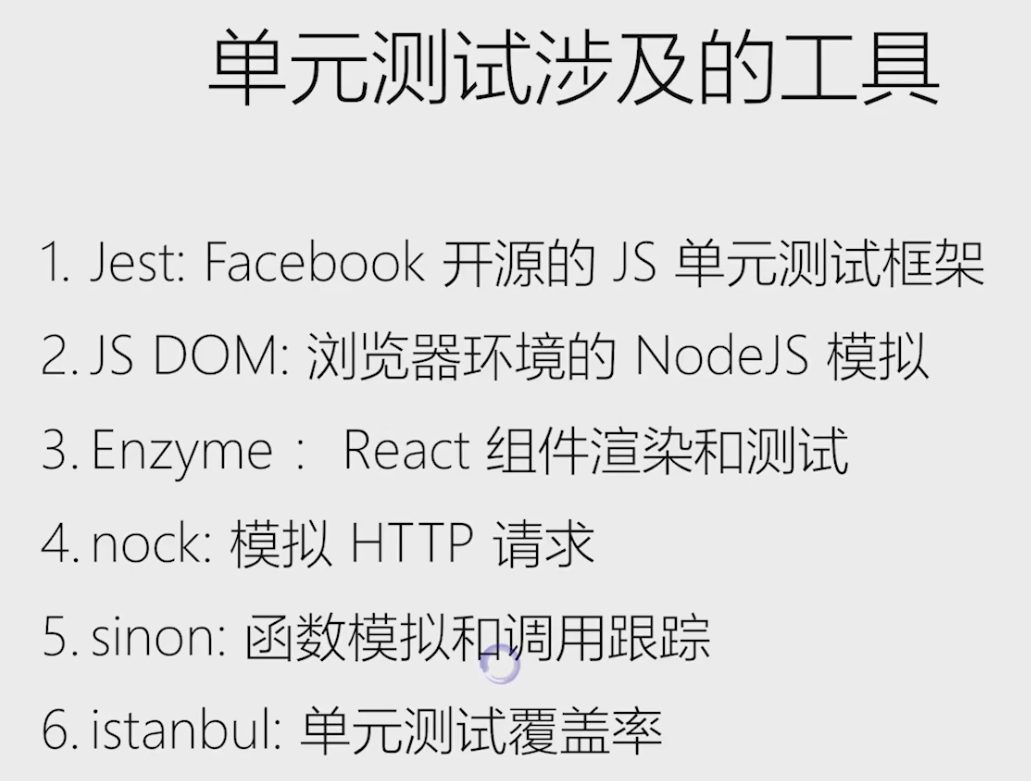 单元测试涉及的工具
1. Jest: Facebook 开源的 JS 单元测试框架
2. JS DOM: 浏览器环境的 NodeJS 模拟
3. Enzyme : React 组件渲染和测试
4. nock: 模拟 HTTP 请求
5. sinon: 函数模拟和调用跟踪
6. istanbul: 单元测试覆盖率